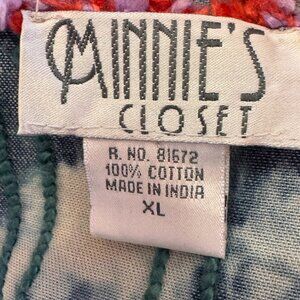 MINNIE'S
CLOSET
R. NO. 81672
100% COTTON
MADE IN INDIA
XL